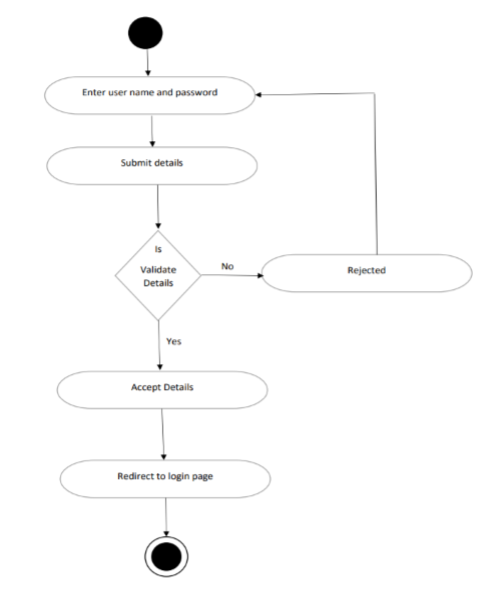 Enter user name and password
Submit details
Is
Validate
Details
No
Rejected
Yes
Accept Details
Redirect to login page